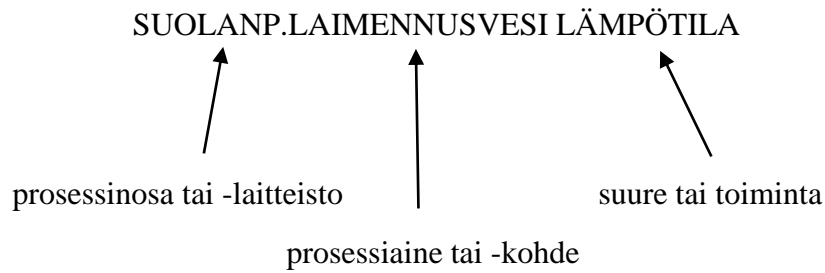 SUOLANP.LAIMENNUSVESI LÄMPÖTILA
prosessinosa tai -laitteisto
suure tai toiminta
prosessiaine tai -kohde